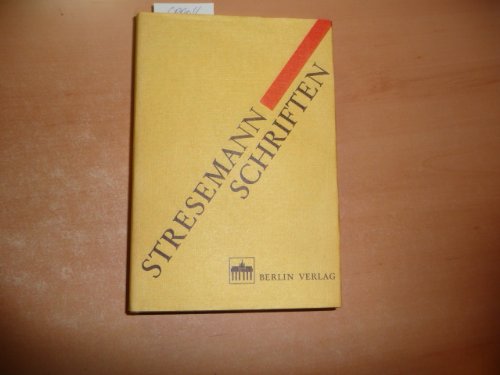 STRESEMANN
SCHRIFTEN
BERLIN VERLAG